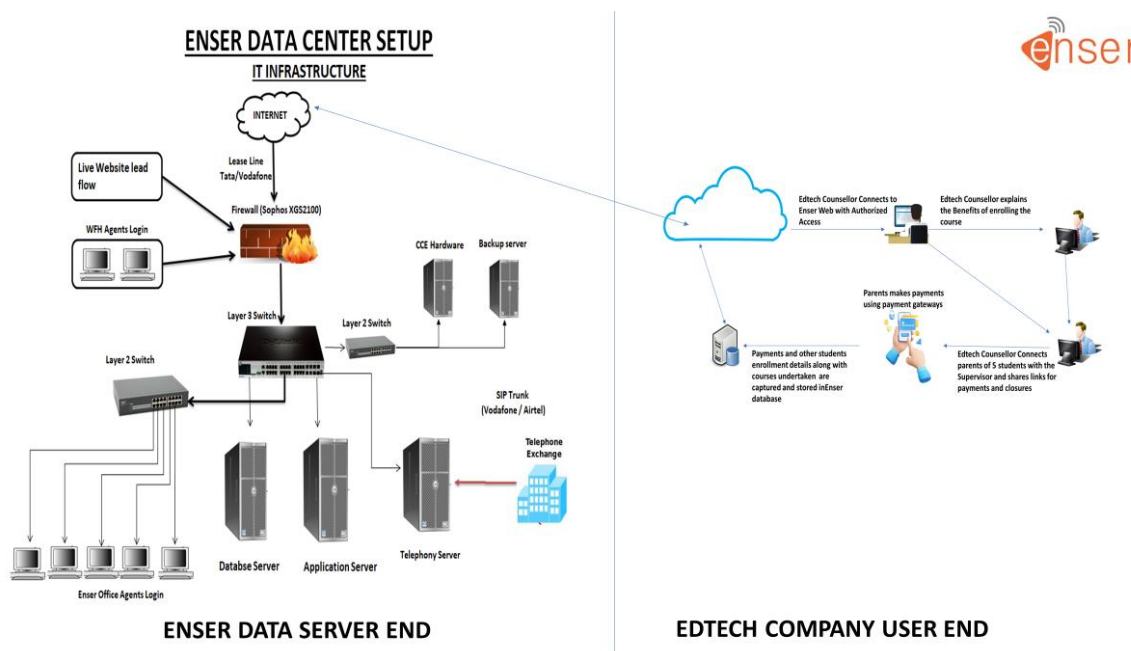 ENSER DATA CENTER SETUP
IT INFRASTRUCTURE
INTERNET
Lease Line
Tata/Vodafone
Live Website lead
flow
Firewall (Sophos XGS2100)
WFH Agents Login
CCE Hardware
Backup server
Layer 3 Switch
Layer 2 Switch
Layer 2 Switch
SIP Trunk
(Vodafone / Airtel)
Telephone
Exchange
Databse Server
Application Server
Telephony Server
Enser Office Agents Login
ENSER DATA SERVER END
enser
Edtech Counsellor Connects to
Enser Web with Authorized
Access
Edtech Counsellor explains
the Benefits of enrolling the
course
Parents makes payments
using payment gateways
Payments and other students
enrollment details along with
courses undertaken are
captured and stored inEnser
database
Edtech Counsellor Connects
parents of 5 students with the
Supervisor and shares links for
payments and closures
EDTECH COMPANY USER END